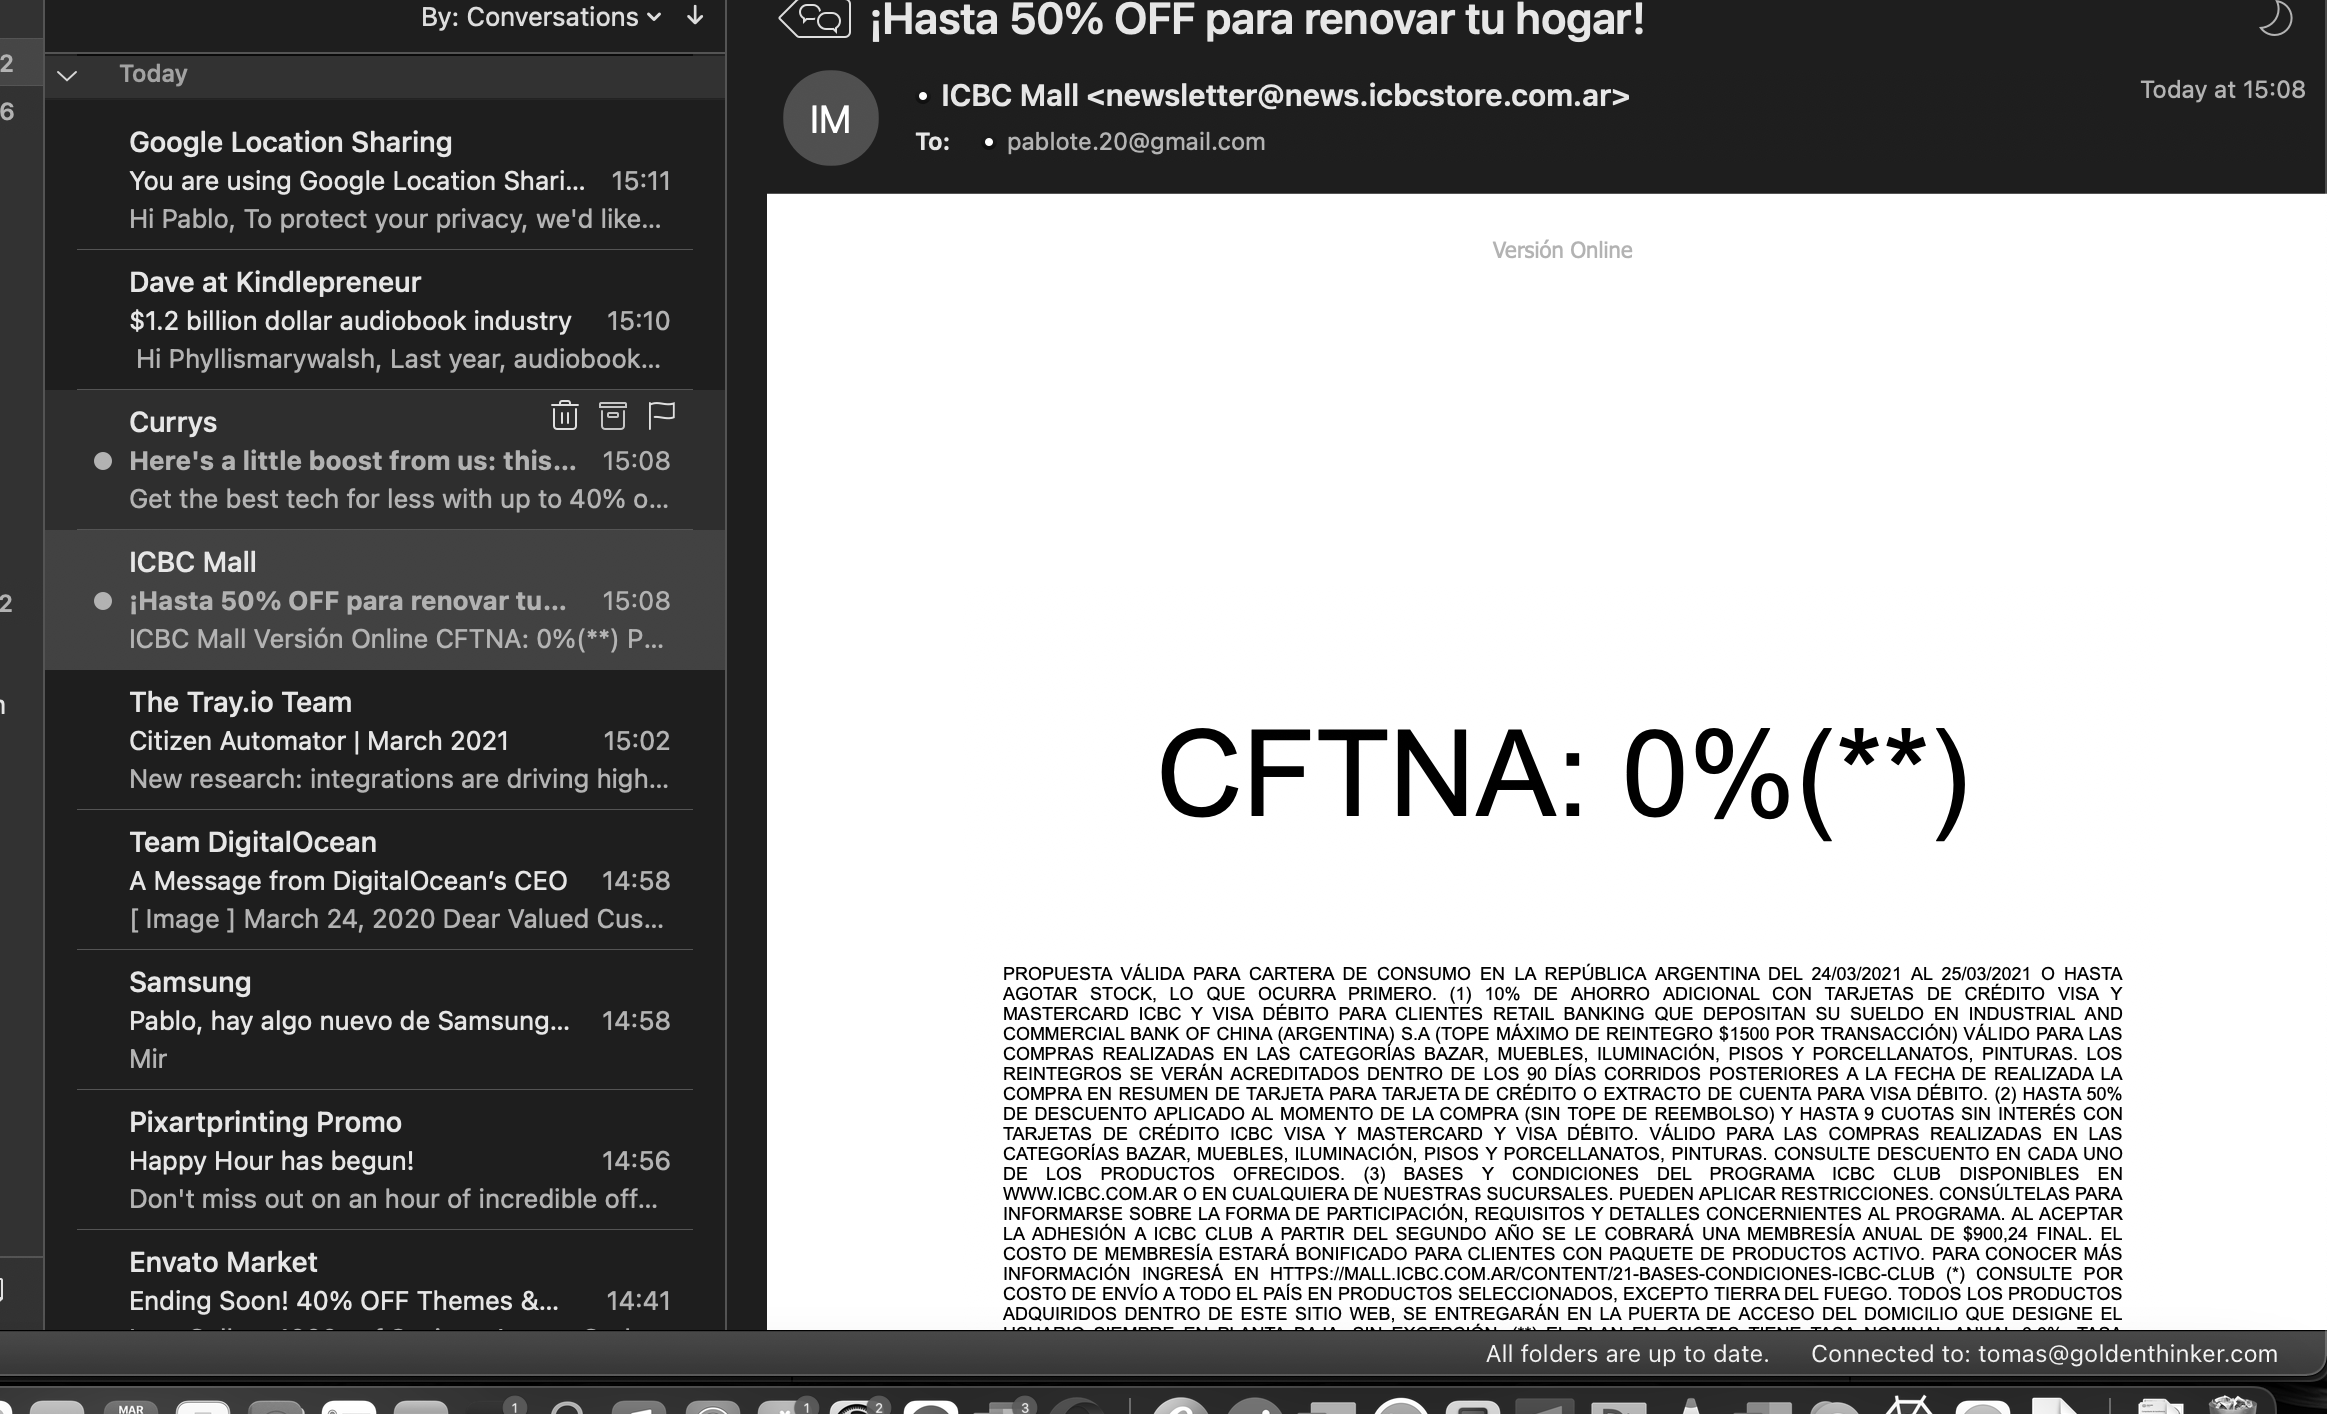 By: Conversations
Today
Google Location Sharing
You are using Google Location Shari... 15:11
Hi Pablo, To protect your privacy, we'd like...
Dave at Kindlepreneur
$1.2 billion dollar audiobook industry 15:10
Hi Phyllismarywalsh, Last year, audiobook...
Currys
Here's a little boost from us: this... 15:08
Get the best tech for less with up to 40% o...
ICBC Mall
¡Hasta 50% OFF para renovar tu... 15:08
ICBC Mall Versión Online CFTNA: 0%(**) P...
The Tray.io Team
Citizen Automator | March 2021 15:02
New research: integrations are driving high...
Team DigitalOcean
A Message from DigitalOcean’s CEO 14:58
[ Image ] March 24, 2020 Dear Valued Cus...
Samsung
Pablo, hay algo nuevo de Samsung... 14:58
Mir
Pixartprinting Promo
Happy Hour has begun! 14:56
Don't miss out on an hour of incredible off...
Envato Market
Ending Soon! 40% OFF Themes &... 14:41
¡Hasta 50% OFF para renovar tu hogar!
IM
• ICBC Mall <newsletter@news.icbcstore.com.ar>
Today at 15:08
To: • pablote.20@gmail.com
Versión Online
CFTNA: 0%(**)
PROPUESTA VÁLIDA PARA CARTERA DE CONSUMO EN LA REPÚBLICA ARGENTINA DEL 24/03/2021 AL 25/03/2021 O HASTA
AGOTAR STOCK, LO QUE OCURRA PRIMERO. (1) 10% DE AHORRO ADICIONAL CON TARJETAS DE CRÉDITO VISA Y
MASTERCARD ICBC Y VISA DÉBITO PARA CLIENTES RETAIL BANKING QUE DEPOSITAN SU SUELDO EN INDUSTRIAL AND
COMMERCIAL BANK OF CHINA (ARGENTINA) S.A (TOPE MÁXIMO DE REINTEGRO $1500 POR TRANSACCIÓN) VÁLIDO PARA LAS
COMPRAS REALIZADAS EN LAS CATEGORÍAS BAZAR, MUEBLES, ILUMINACIÓN, PISOS Y PORCELLANATOS, PINTURAS. LOS
REINTEGROS SE VERÁN ACREDITADOS DENTRO DE LOS 90 DÍAS CORRIDOS POSTERIORES A LA FECHA DE REALIZADA LA
COMPRA EN RESUMEN DE TARJETA PARA TARJETA DE CRÉDITO O EXTRACTO DE CUENTA PARA VISA DÉBITO. (2) HASTA 50%
DE DESCUENTO APLICADO AL MOMENTO DE LA COMPRA (SIN TOPE DE REEMBOLSO) Y HASTA 9 CUOTAS SIN INTERÉS CON
TARJETAS DE CRÉDITO ICBC VISA Y MASTERCARD Y VISA DÉBITO. VÁLIDO PARA LAS COMPRAS REALIZADAS EN LAS
CATEGORÍAS BAZAR, MUEBLES, ILUMINACIÓN, PISOS Y PORCELLANATOS, PINTURAS. CONSULTE DESCUENTO EN CADA UNO
DE LOS PRODUCTOS OFRECIDOS. (3) BASES Y CONDICIONES DEL PROGRAMA ICBC CLUB DISPONIBLES EN
WWW.ICBC.COM.AR O EN CUALQUIERA DE NUESTRAS SUCURSALES. PUEDEN APLICAR RESTRICCIONES. CONSÚLTELAS PARA
INFORMARSE SOBRE LA FORMA DE PARTICIPACIÓN, REQUISITOS Y DETALLES CONCERNIENTES AL PROGRAMA. AL ACEPTAR
LA ADHESIÓN A ICBC CLUB A PARTIR DEL SEGUNDO AÑO SE LE COBRARÁ UNA MEMBRESÍA ANUAL DE $900,24 FINAL. EL
COSTO DE MEMBRESÍA ESTARÁ BONIFICADO PARA CLIENTES CON PAQUETE DE PRODUCTOS ACTIVO. PARA CONOCER MÁS
INFORMACIÓN INGRESÁ EN HTTPS://MALL.ICBC.COM.AR/CONTENT/21-BASES-CONDICIONES-ICBC-CLUB (*) CONSULTE POR
COSTO DE ENVÍO A TODO EL PAÍS EN PRODUCTOS SELECCIONADOS, EXCEPTO TIERRA DEL FUEGO. TODOS LOS PRODUCTOS
ADQUIRIDOS DENTRO DE ESTE SITIO WEB, SE ENTREGARÁN EN LA PUERTA DE ACCESO DEL DOMICILIO QUE DESIGNE EL
All folders are up to date. Connected to: tomas@goldenthinker.com
MAR
1
1
2
3